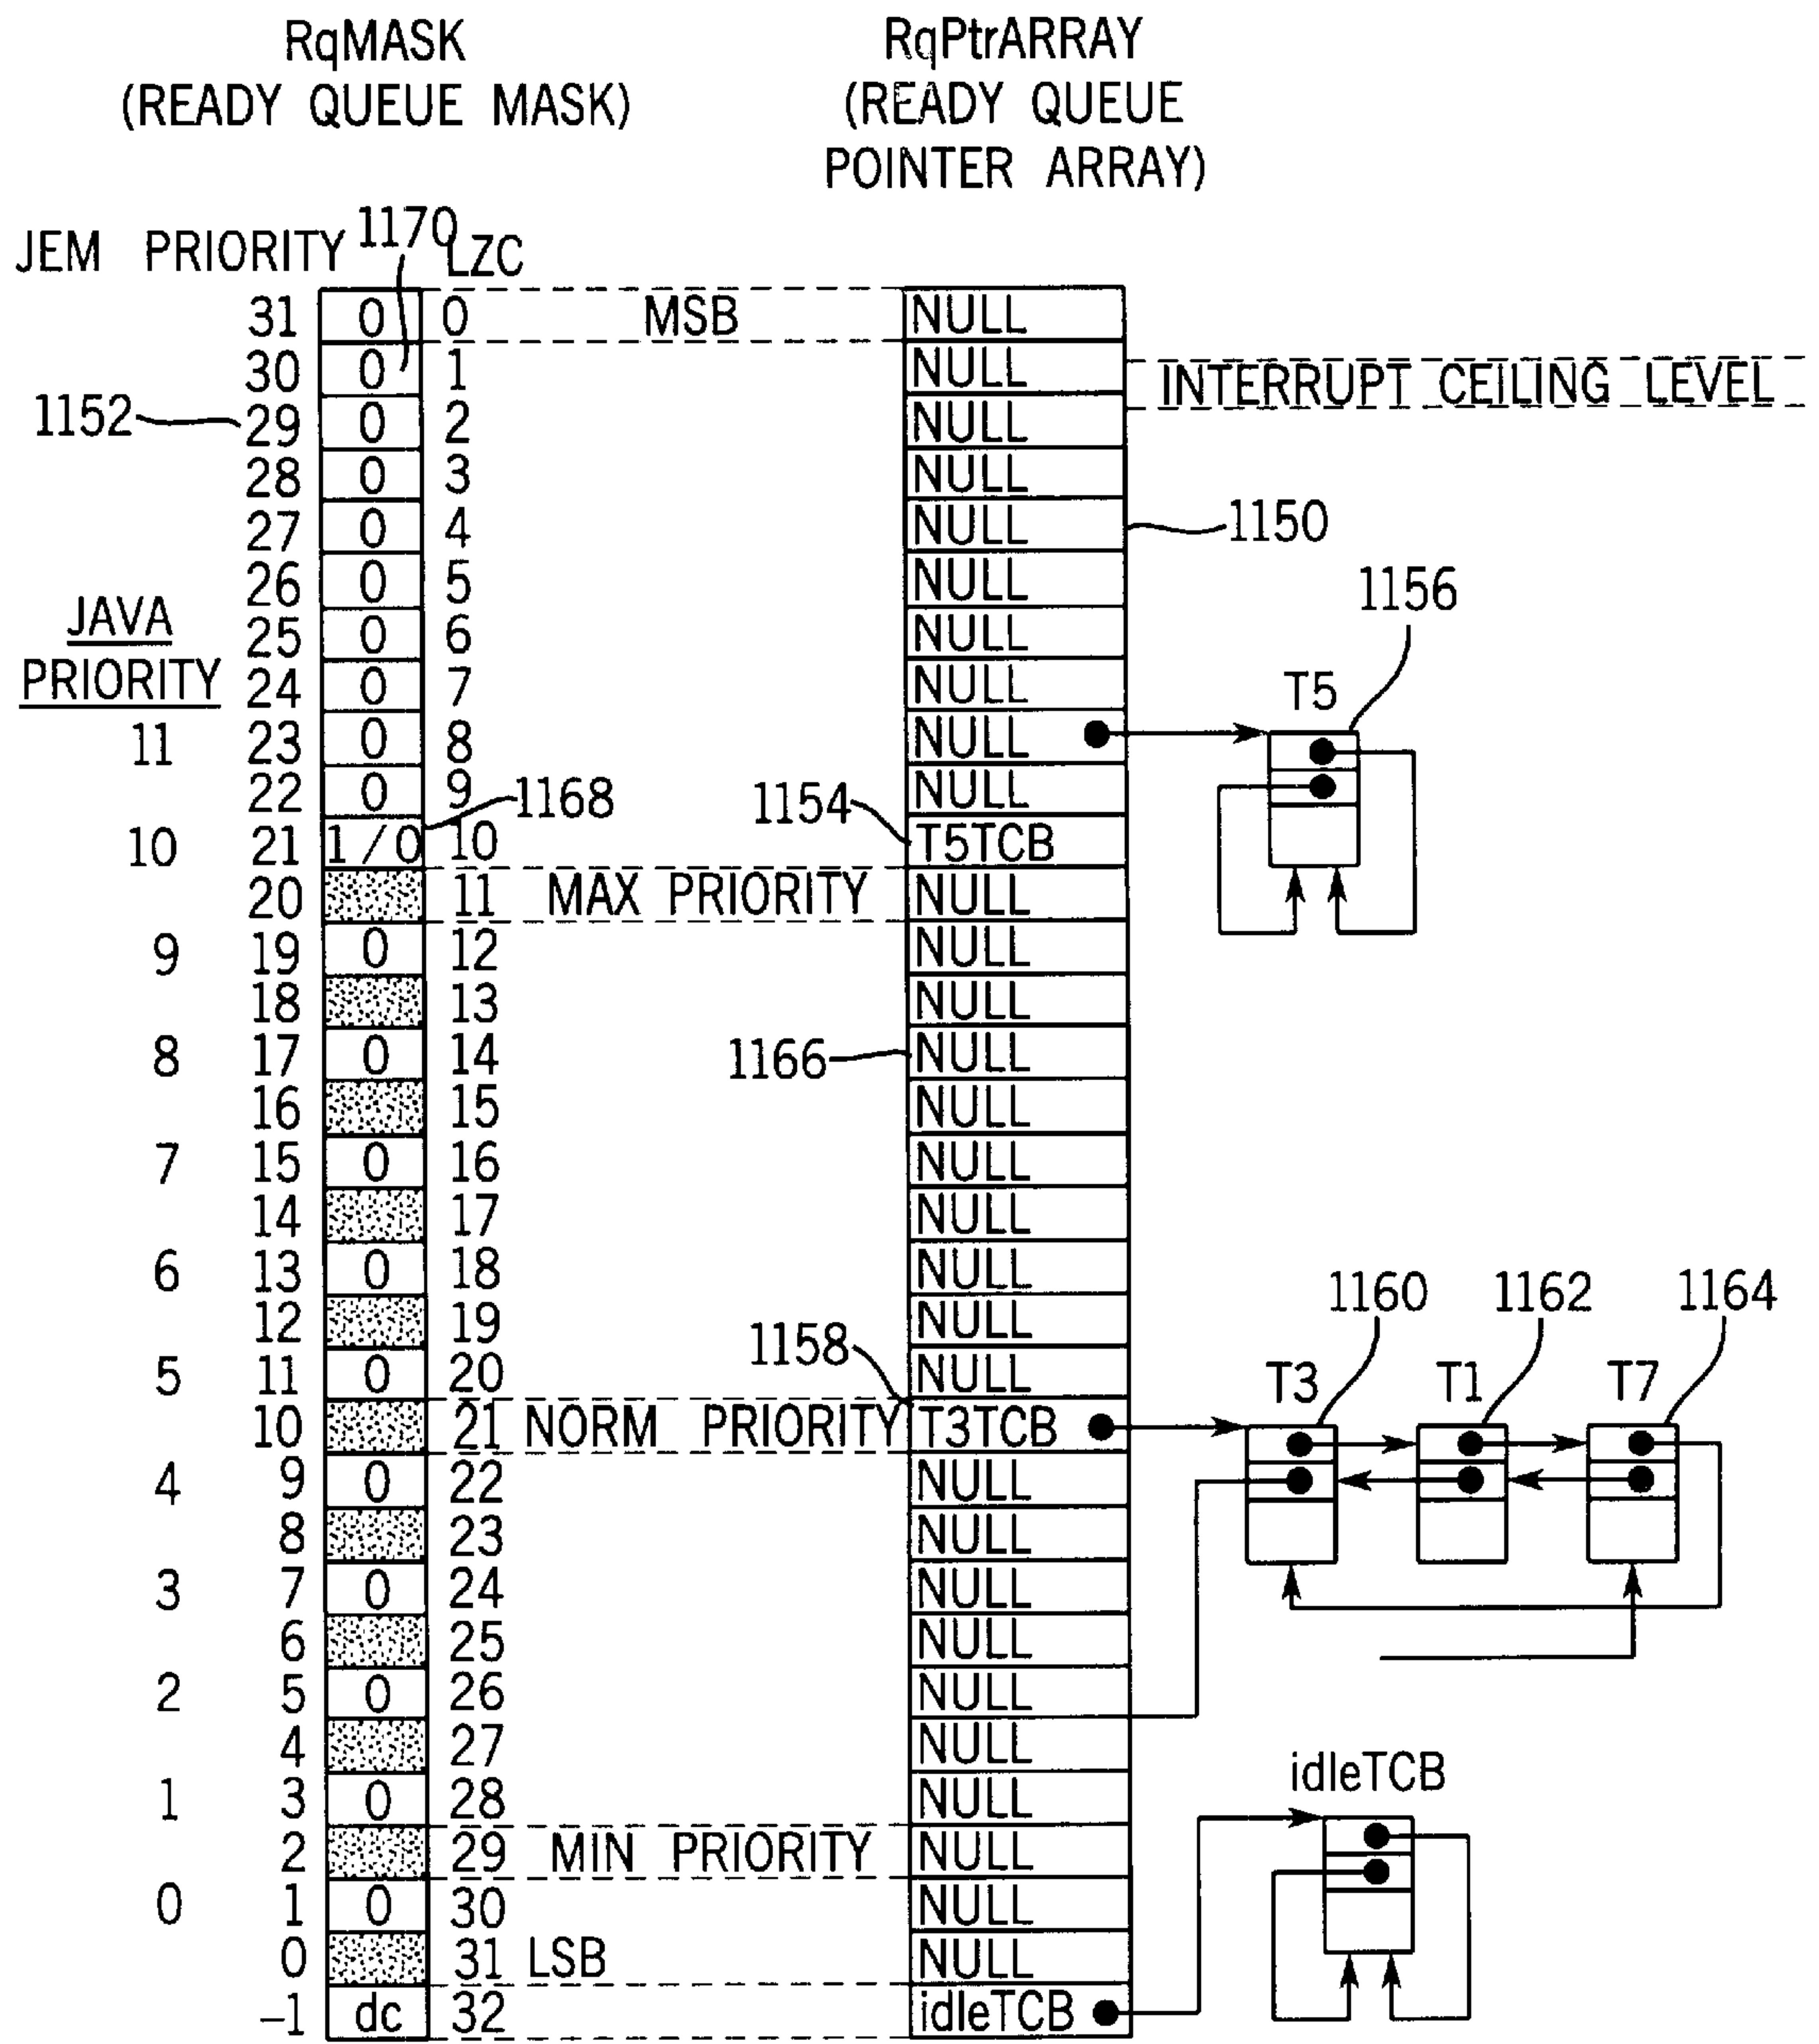 RqMASK
(READY QUEUE MASK)
RqPtrARRAY
(READY QUEUE
POINTER ARRAY)
JEM PRIORITY 1170 LZC
31 0 0 MSB NULL
30 0 1 NULL
INTERRUPT CEILING LEVEL
1152 29 0 2 NULL
28 0 3 NULL
27 0 4 NULL 1150
26 0 5 NULL 1156
JAVA
PRIORITY
25 0 6 NULL
24 0 7 NULL T5
11 23 0 8 NULL
22 0 9 1168 1154 NULL
10 21 1/0 10 T5TCB
20 11 MAX PRIORITY NULL
9 19 0 12 NULL
18 13 NULL
8 17 0 14 1166 NULL
16 15 NULL
7 15 0 16 NULL
14 17 NULL
6 13 0 18 NULL 1160 1162 1164
12 19 NULL
5 11 0 20 1158 NULL T3 T1 T7
10 21 NORM PRIORITY T3TCB
4 9 0 22 NULL
8 23 NULL
3 7 0 24 NULL
6 25 NULL
2 5 0 26 NULL
4 27 NULL
idleTCB
1 3 0 28 NULL
2 29 MIN PRIORITY NULL
0 1 0 30 NULL
0 31 LSB NULL
-1 dc 32 idleTCB